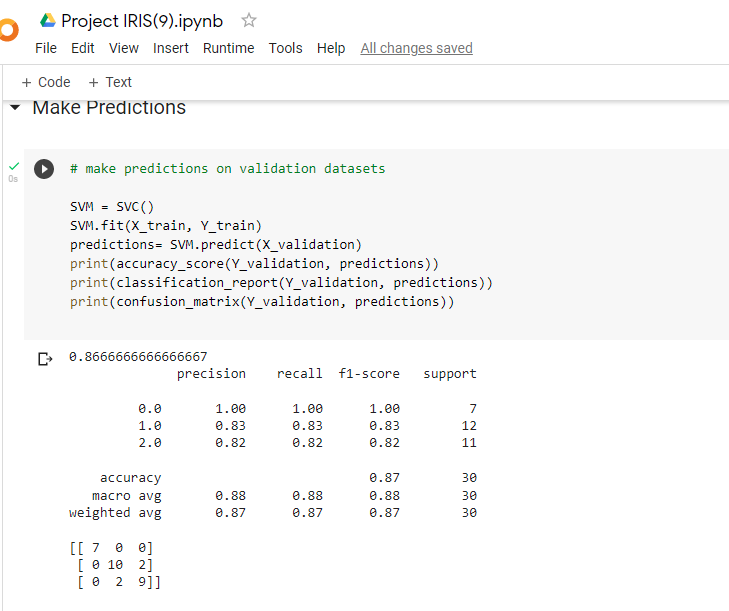 Project IRIS(9).ipynb
File Edit View Insert Runtime Tools Help All changes saved
+ Code + Text
Make Predictions
0s
# make predictions on validation datasets
SVM = SVC()
SVM.fit(X_train, Y_train)
predictions= SVM.predict(X_validation)
print(accuracy_score(Y_validation, predictions))
print(classification_report(Y_validation, predictions))
print(confusion_matrix(Y_validation, predictions))
0.8666666666666667
precision recall f1-score support
0.0 1.00 1.00 1.00 7
1.0 0.83 0.83 0.83 12
2.0 0.82 0.82 0.82 11
accuracy 0.87 30
macro avg 0.88 0.88 0.88 30
weighted avg 0.87 0.87 0.87 30
[[ 7 0 0]
[ 0 10 2]
[ 0 2 9]]